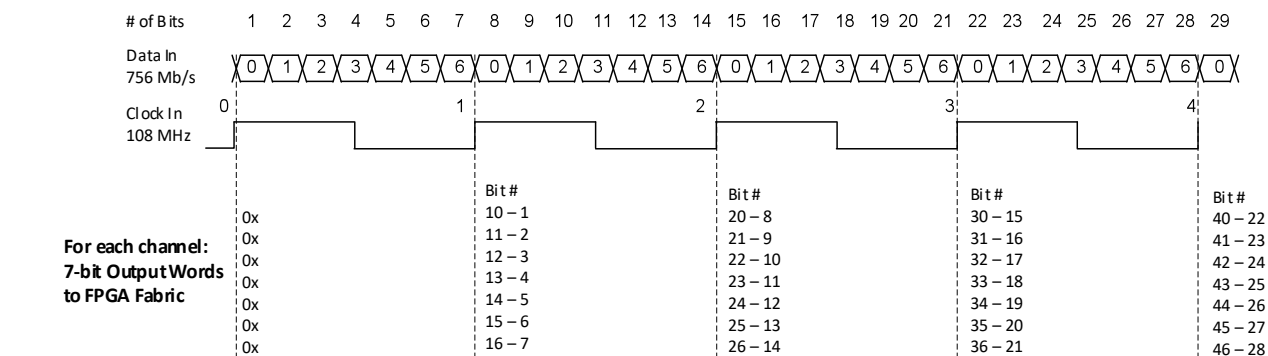 # of Bits 1 2 3 4 5 6 7 8 9 10 11 12 13 14 15 16 17 18 19 20 21 22 23 24 25 26 27 28 29
Data In
756 Mb/s
0 1 2 3 4 5 6 0 1 2 3 4 5 6 0 1 2 3 4 5 6 0 1 2 3 4 5 6 0
Clock In
108 MHz
0 1 2 3 4
For each channel:
7-bit Output Words
to FPGA Fabric
0x
0x
0x
0x
0x
0x
0x
Bit #
10 – 1
11 – 2
12 – 3
13 – 4
14 – 5
15 – 6
16 – 7
Bit #
20 – 8
21 – 9
22 – 10
23 – 11
24 – 12
25 – 13
26 – 14
Bit #
30 – 15
31 – 16
32 – 17
33 – 18
34 – 19
35 – 20
36 – 21
Bit #
40 – 22
41 – 23
42 – 24
43 – 25
44 – 26
45 – 27
46 – 28